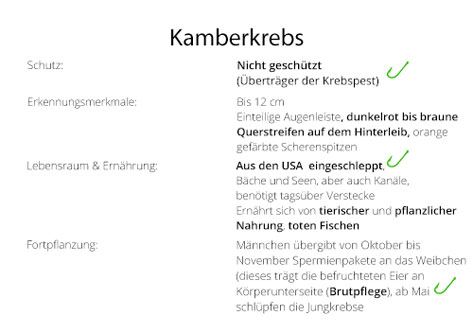 Kamberkrebs
Schutz:
Nicht geschützt
(Überträger der Krebspest)
Erkennungsmerkmale:
Bis 12 cm
Einteilige Augenleiste, dunkelrot bis braune
Querstreifen auf dem Hinterleib, orange
gefärbte Scherenspitzen
Lebensraum & Ernährung:
Aus den USA eingeschleppt,
Bäche und Seen, aber auch Kanäle,
benötigt tagsüber Verstecke
Ernährt sich von tierischer und pflanzlicher
Nahrung, toten Fischen
Fortpflanzung:
Männchen übergibt von Oktober bis
November Spermienpakete an das Weibchen
(dieses trägt die befruchteten Eier an
Körperunterseite (Brutpflege), ab Mai
schlüpfen die Jungkrebse